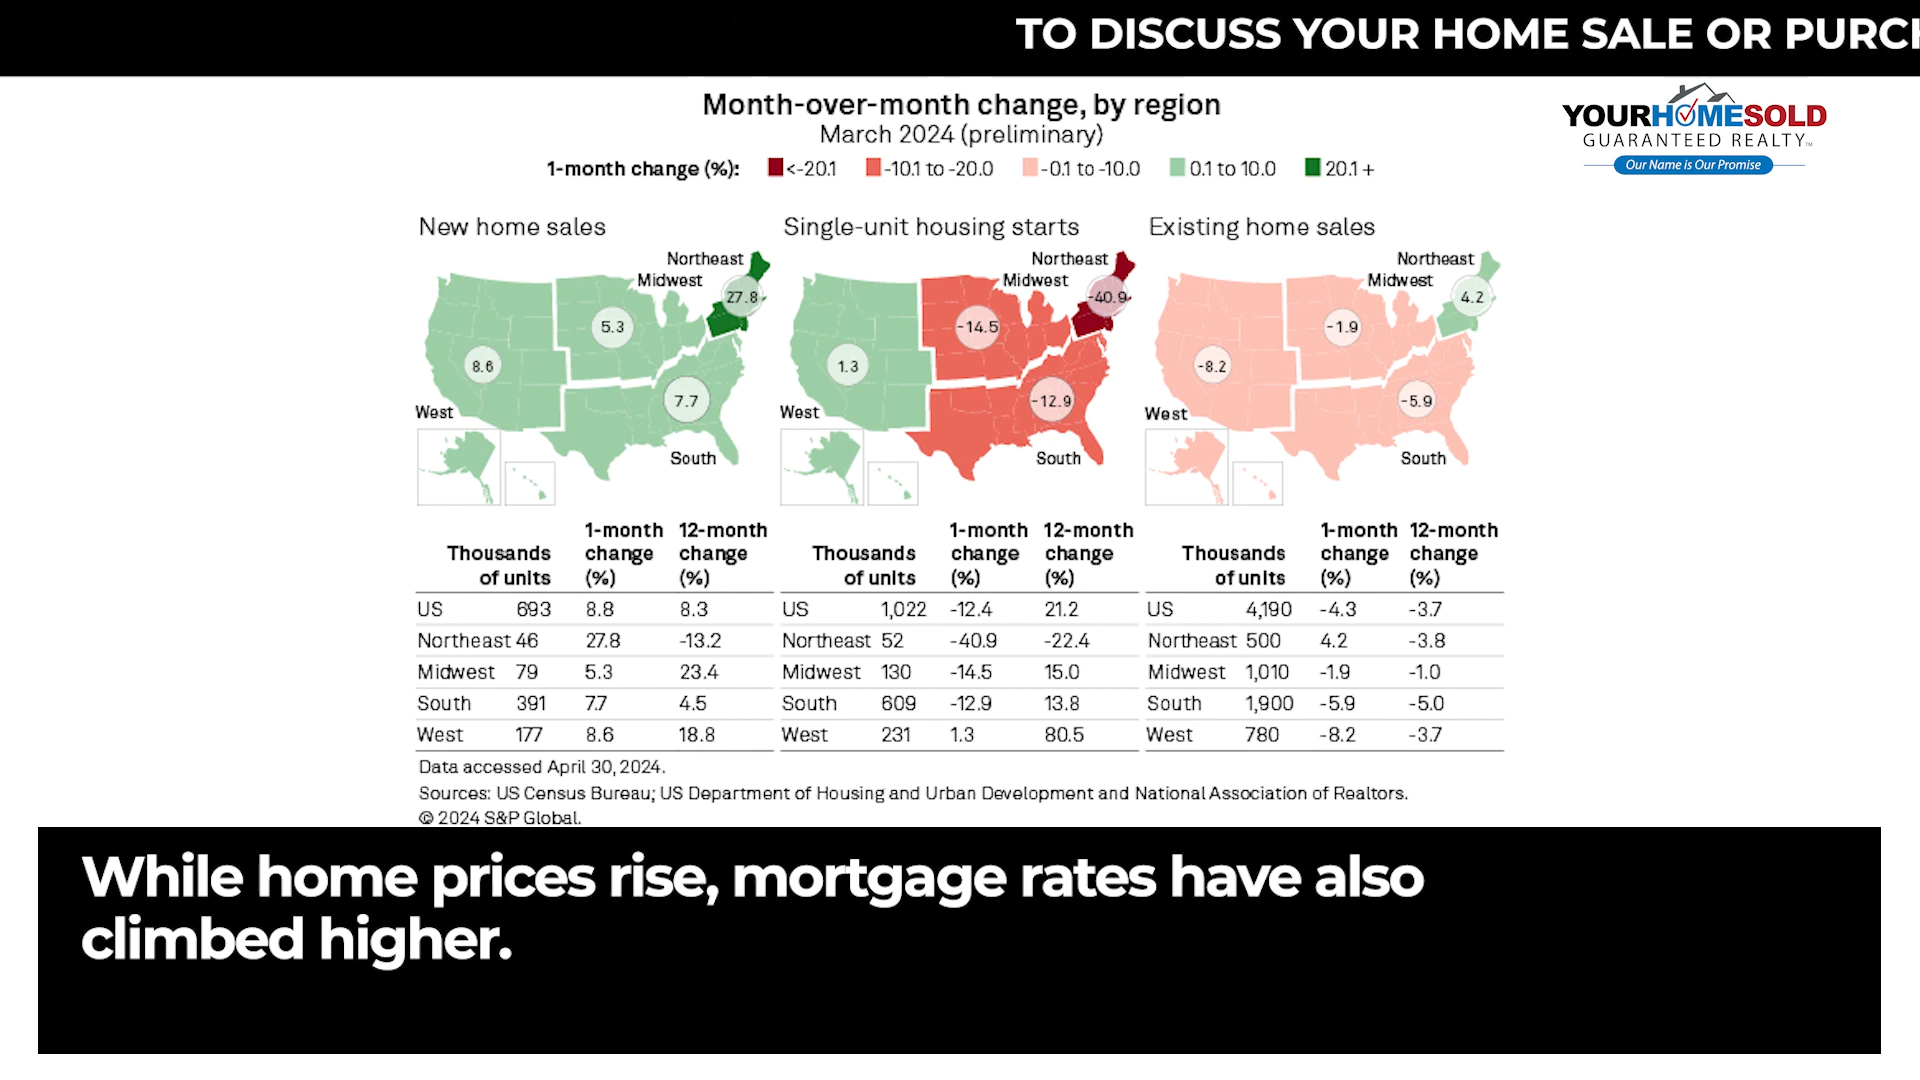 TO DISCUSS YOUR HOME SALE OR PURCH
Month-over-month change, by region
March 2024 (preliminary)
1-month change (%): <-20.1 -10.1 to -20.0 -0.1 to -10.0 0.1 to 10.0 20.1 +
YOURHOMESOLD
GUARANTEED REALTY™
Our Name is Our Promise
New home sales
Northeast
Midwest
27.8
5.3
8.6
7.7
West
South
Single-unit housing starts
Northeast
Midwest
-40.9
-14.5
1.3
-12.9
West
South
Existing home sales
Northeast
Midwest
4.2
-1.9
-8.2
-5.9
West
South
Thousands of units 1-month change (%) 12-month change (%)
US 693 8.8 8.3
Northeast 46 27.8 -13.2
Midwest 79 5.3 23.4
South 391 7.7 4.5
West 177 8.6 18.8
Thousands of units 1-month change (%) 12-month change (%)
US 1,022 -12.4 21.2
Northeast 52 -40.9 -22.4
Midwest 130 -14.5 15.0
South 609 -12.9 13.8
West 231 1.3 80.5
Thousands of units 1-month change (%) 12-month change (%)
US 4,190 -4.3 -3.7
Northeast 500 4.2 -3.8
Midwest 1,010 -1.9 -1.0
South 1,900 -5.9 -5.0
West 780 -8.2 -3.7
Data accessed April 30, 2024.
Sources: US Census Bureau; US Department of Housing and Urban Development and National Association of Realtors.
© 2024 S&P Global.
While home prices rise, mortgage rates have also
climbed higher.